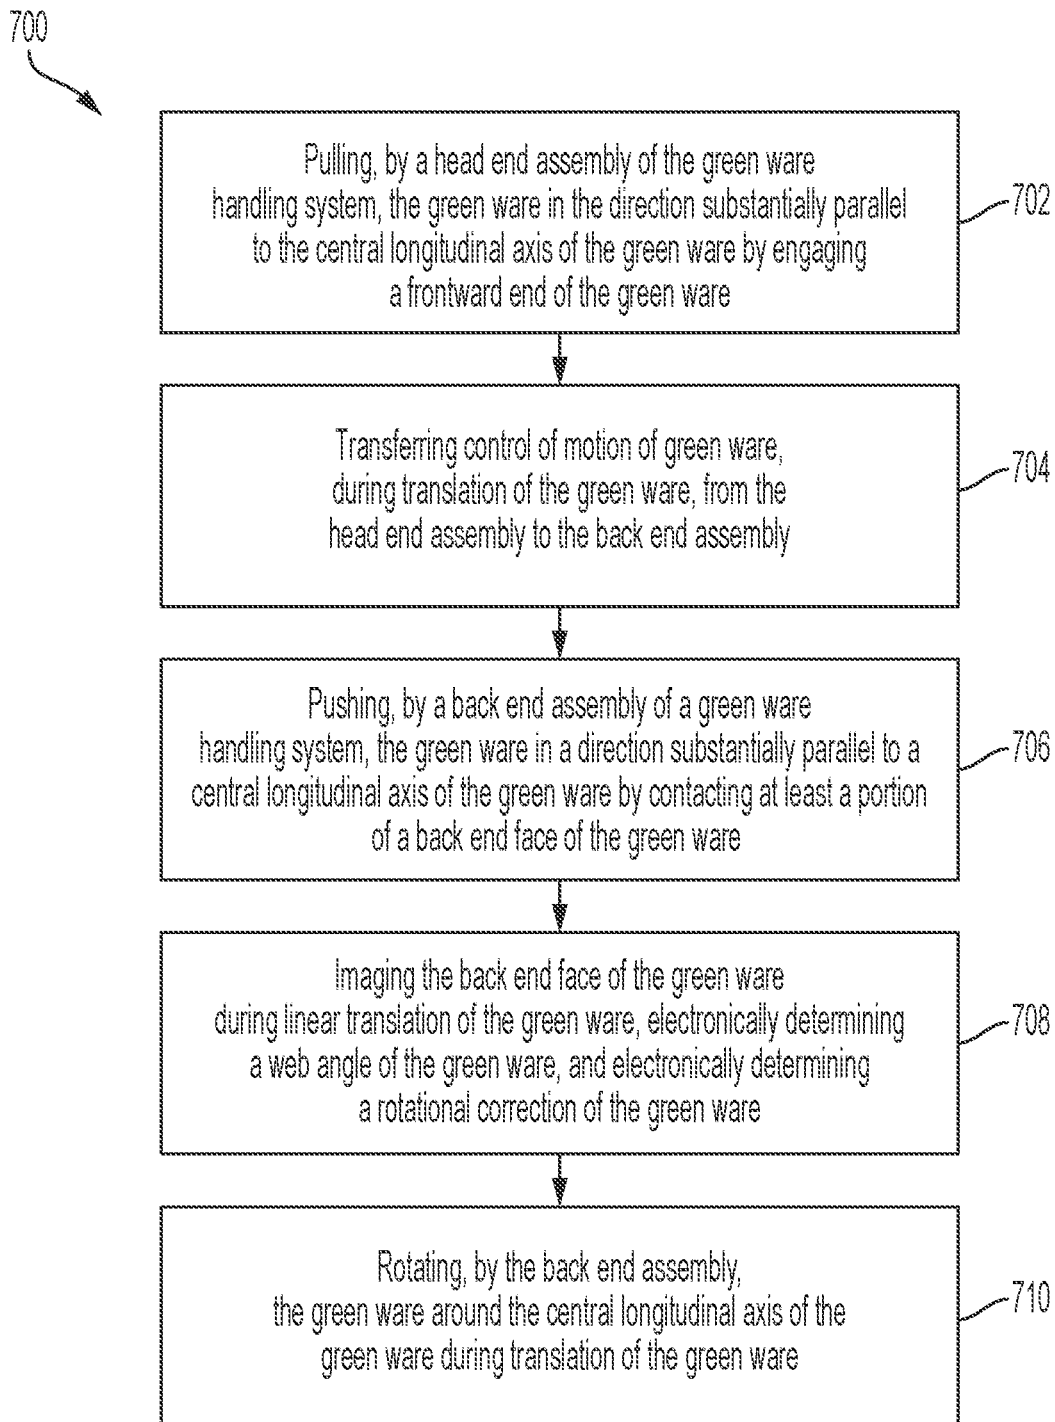 700
Pulling, by a head end assembly of the green ware
handling system, the green ware in the direction substantially parallel
to the central longitudinal axis of the green ware by engaging
a frontward end of the green ware
702
Transferring control of motion of green ware,
during translation of the green ware, from the
head end assembly to the back end assembly
704
Pushing, by a back end assembly of a green ware
handling system, the green ware in a direction substantially parallel to a
central longitudinal axis of the green ware by contacting at least a portion
of a back end face of the green ware
706
Imaging the back end face of the green ware
during linear translation of the green ware, electronically determining
a web angle of the green ware, and electronically determining
a rotational correction of the green ware
708
Rotating, by the back end assembly,
the green ware around the central longitudinal axis of the
green ware during translation of the green ware
710